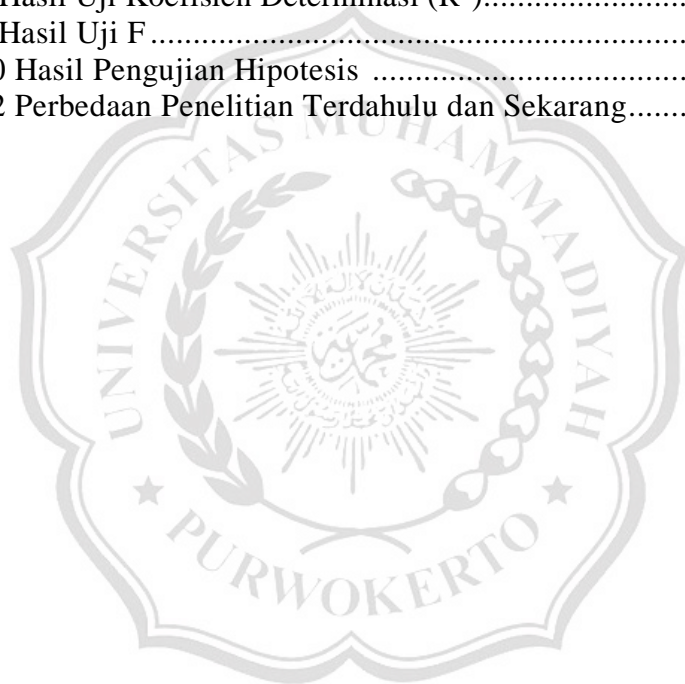 Hasil Uji Koefisien Determinasi (R²)...............................
Hasil Uji F...............................................................................
0 Hasil Pengujian Hipotesis ..............................................
2 Perbedaan Penelitian Terdahulu dan Sekarang.......
UNIVERSITAS MUHAMMADIYAH
PURWOKERTO